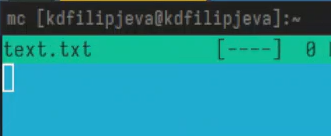 mc [kdfilipjeva@kdfilipjeva]:~
text.txt [----] 0